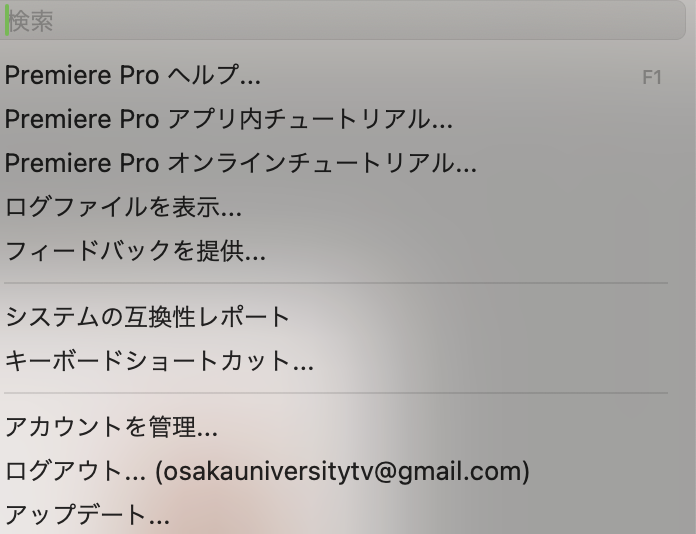 検索
Premiere Pro ヘルプ... F1
Premiere Pro アプリ内チュートリアル...
Premiere Pro オンラインチュートリアル...
ログファイルを表示...
フィードバックを提供...
システムの互換性レポート
キーボードショートカット...
アカウントを管理...
ログアウト... (osakauniversitytv@gmail.com)
アップデート...